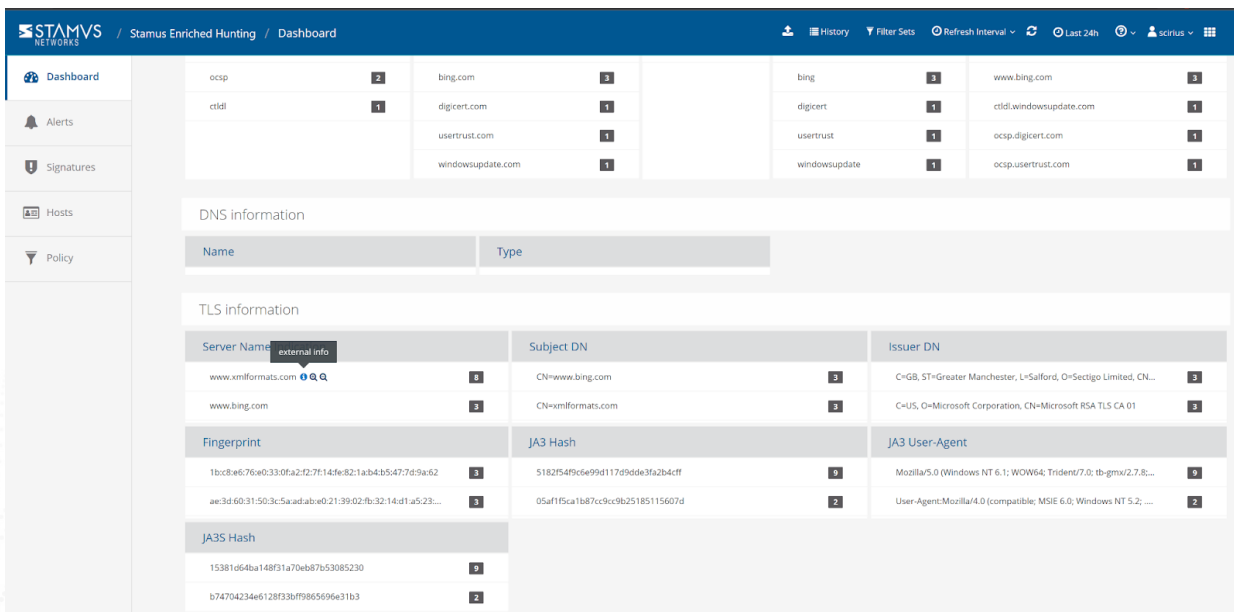 STAMVS NETWORKS / Stamus Enriched Hunting / Dashboard
History Filter Sets Refresh Interval Last 24h scirius
Dashboard
Alerts
Signatures
Hosts
Policy
ocsp 2
ctldl 1
bing.com 3
digicert.com 1
usertrust.com 1
windowsupdate.com 1
bing 3
digicert 1
usertrust 1
windowsupdate 1
www.bing.com 3
ctldl.windowsupdate.com 1
ocsp.digicert.com 1
ocsp.usertrust.com 1
DNS information
Name Type
TLS information
Server Name
external info
www.xmlformats.com 8
www.bing.com 3
Subject DN
CN=www.bing.com 3
CN=xmlformats.com 3
Issuer DN
C=GB, ST=Greater Manchester, L=Salford, O=Sectigo Limited, CN... 3
C=US, O=Microsoft Corporation, CN=Microsoft RSA TLS CA 01 3
Fingerprint
1b:c8:e6:76:e0:33:0f:a2:f2:7f:14:fe:82:1a:b4:b5:47:7d:9a:62 3
ae:3d:60:31:50:3c:5a:ad:ab:e0:21:39:02:fb:32:14:d1:a5:23:... 3
JA3 Hash
5182f54f9c6e99d117d9dde3fa2b4cff 9
05af1f5ca1b87cc9cc9b25185115607d 2
JA3 User-Agent
Mozilla/5.0 (Windows NT 6.1; WOW64; Trident/7.0; tb-gmx/2.7.8;... 9
User-Agent:Mozilla/4.0 (compatible; MSIE 6.0; Windows NT 5.2; .... 2
JA3S Hash
15381d64ba148f31a70eb87b53085230 9
b74704234e6128f33bff9865696e31b3 2